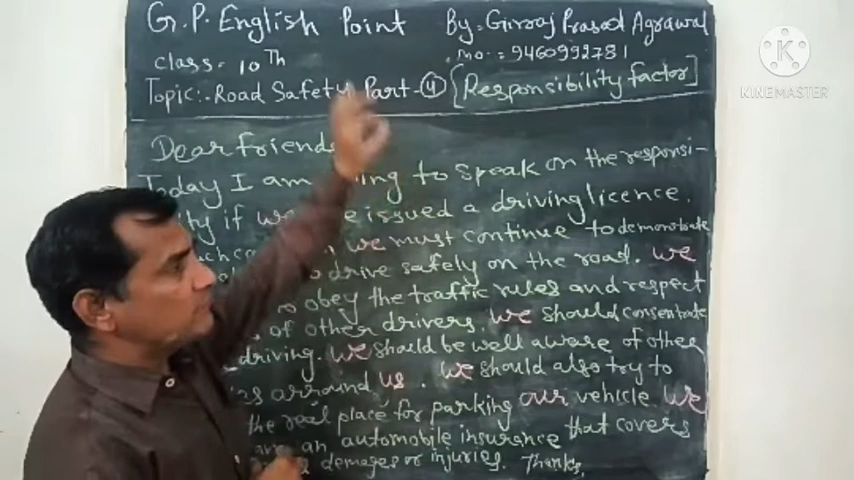 G.P. English Point By:- Girraj Prasad Agrawal
Class:- 10th .mo.: 9460992781
Topic:- Road Safety Part-④ [Responsibility factor]
K
KINEMASTER
Dear friends
Today I am to speak on the responsi-
if issued a driving licence.
we must continue to demonstrate
drive safely on the road. We
to obey the traffic rules and respect
of other drivers. We should consentrate
driving. We should be well aware of other
arround us. We should also try to
the real place for parking our vehicle. We
an automobile insurance that covers
demages or injuries. Thanks,